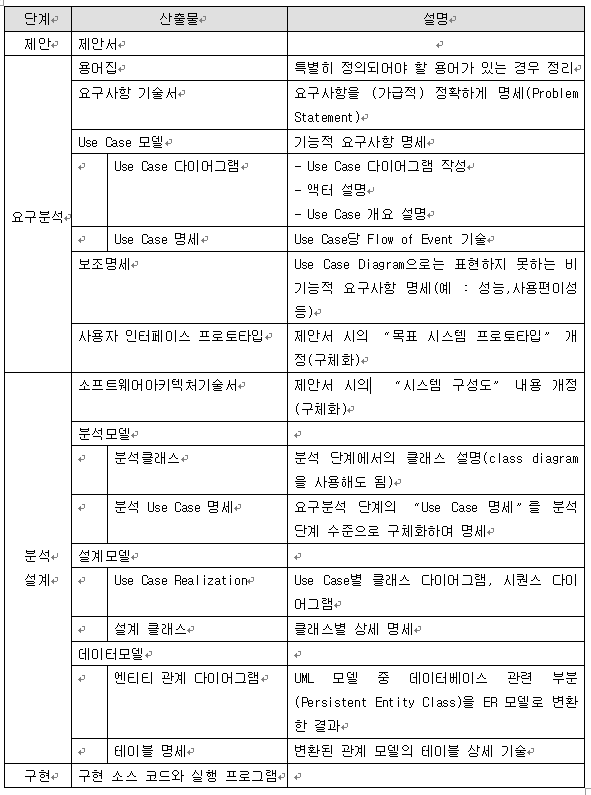 단계 산출물 설명
제안 제안서
요구분석
용어집 특별히 정의되어야 할 용어가 있는 경우 정리
요구사항 기술서 요구사항을 (가급적) 정확하게 명세(Problem
Statement)
Use Case 모델 기능적 요구사항 명세
Use Case 다이어그램 - Use Case 다이어그램 작성
- 액터 설명
- Use Case 개요 설명
Use Case 명세 Use Case당 Flow of Event 기술
보조명세 Use Case Diagram으로는 표현하지 못하는 비
기능적 요구사항 명세(예 : 성능,사용편이성
등)
사용자 인터페이스 프로토타입 제안서 시의 “목표 시스템 프로토타입” 개
정(구체화)
분석
설계
소프트웨어아키텍처기술서 제안서 시의 “시스템 구성도” 내용 개정
(구체화)
분석모델
분석클래스 분석 단계에서의 클래스 설명(class diagram
을 사용해도 됨)
분석 Use Case 명세 요구분석 단계의 “Use Case 명세”를 분석
단계 수준으로 구체화하여 명세
설계모델
Use Case Realization Use Case별 클래스 다이어그램, 시퀀스 다이
어그램
설계 클래스 클래스별 상세 명세
데이터모델
엔티티 관계 다이어그램 UML 모델 중 데이터베이스 관련 부분
(Persistent Entity Class)을 ER 모델로 변환
한 결과
테이블 명세 변환된 관계 모델의 테이블 상세 기술
구현 구현 소스 코드와 실행 프로그램